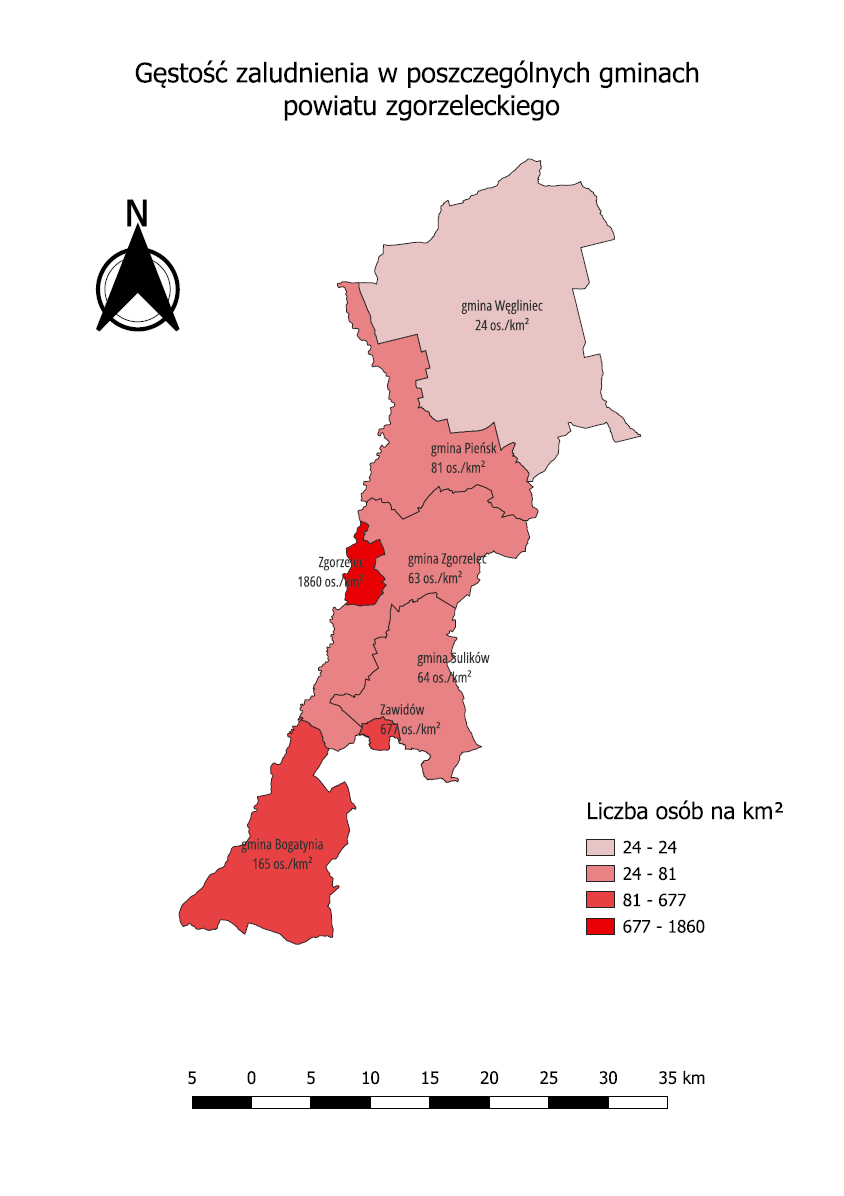 Gęstość zaludnienia w poszczególnych gminach
powiatu zgorzeleckiego
N
gmina Węgliniec
24 os./km²
gmina Pieńsk
81 os./km²
Zgorzelec
1860 os./km²
gmina Zgorzelec
63 os./km²
gmina Sulików
64 os./km²
Zawidów
677 os./km²
gmina Bogatynia
165 os./km²
Liczba osób na km²
24 - 24
24 - 81
81 - 677
677 - 1860
5 0 5 10 15 20 25 30 35 km